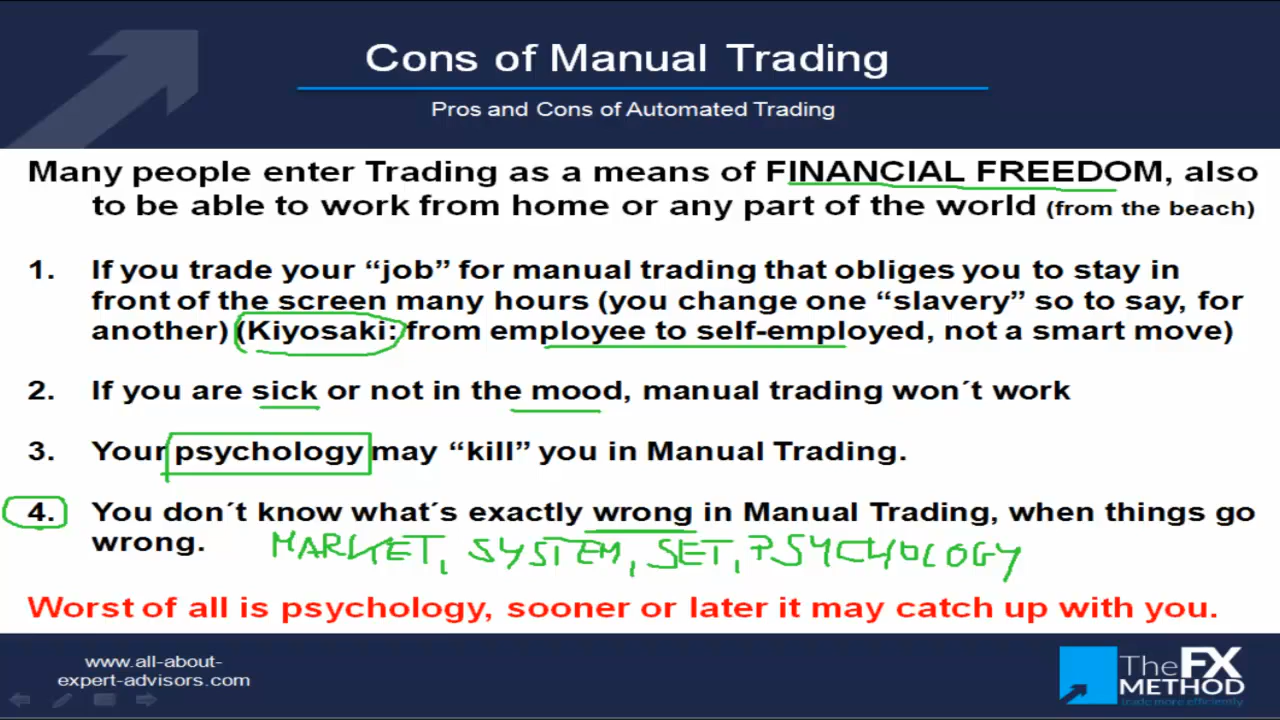 Cons of Manual Trading
Pros and Cons of Automated Trading
Many people enter Trading as a means of FINANCIAL FREEDOM, also
to be able to work from home or any part of the world (from the beach)
1. If you trade your “job” for manual trading that obliges you to stay in
front of the screen many hours (you change one “slavery” so to say, for
another) (Kiyosaki: from employee to self-employed, not a smart move)
2. If you are sick or not in the mood, manual trading won´t work
3. Your psychology may “kill” you in Manual Trading.
4. You don´t know what´s exactly wrong in Manual Trading, when things go
wrong. MARKET, SYSTEM, SET, PSYCHOLOGY
Worst of all is psychology, sooner or later it may catch up with you.
www.all-about-
expert-advisors.com
The FX
METHOD
trade more efficiently